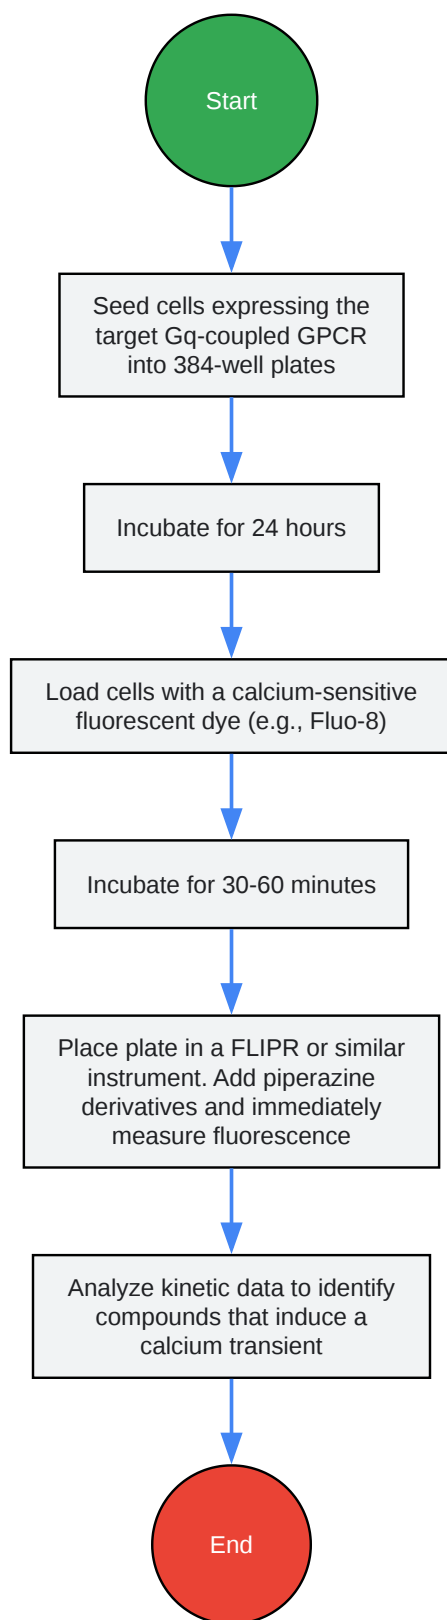 Start
Seed cells expressing the
target Gq-coupled GPCR
into 384-well plates
Incubate for 24 hours
Load cells with a calcium-sensitive
fluorescent dye (e.g., Fluo-8)
Incubate for 30-60 minutes
Place plate in a FLIPR or similar
instrument. Add piperazine
derivatives and immediately
measure fluorescence
Analyze kinetic data to identify
compounds that induce a
calcium transient
End